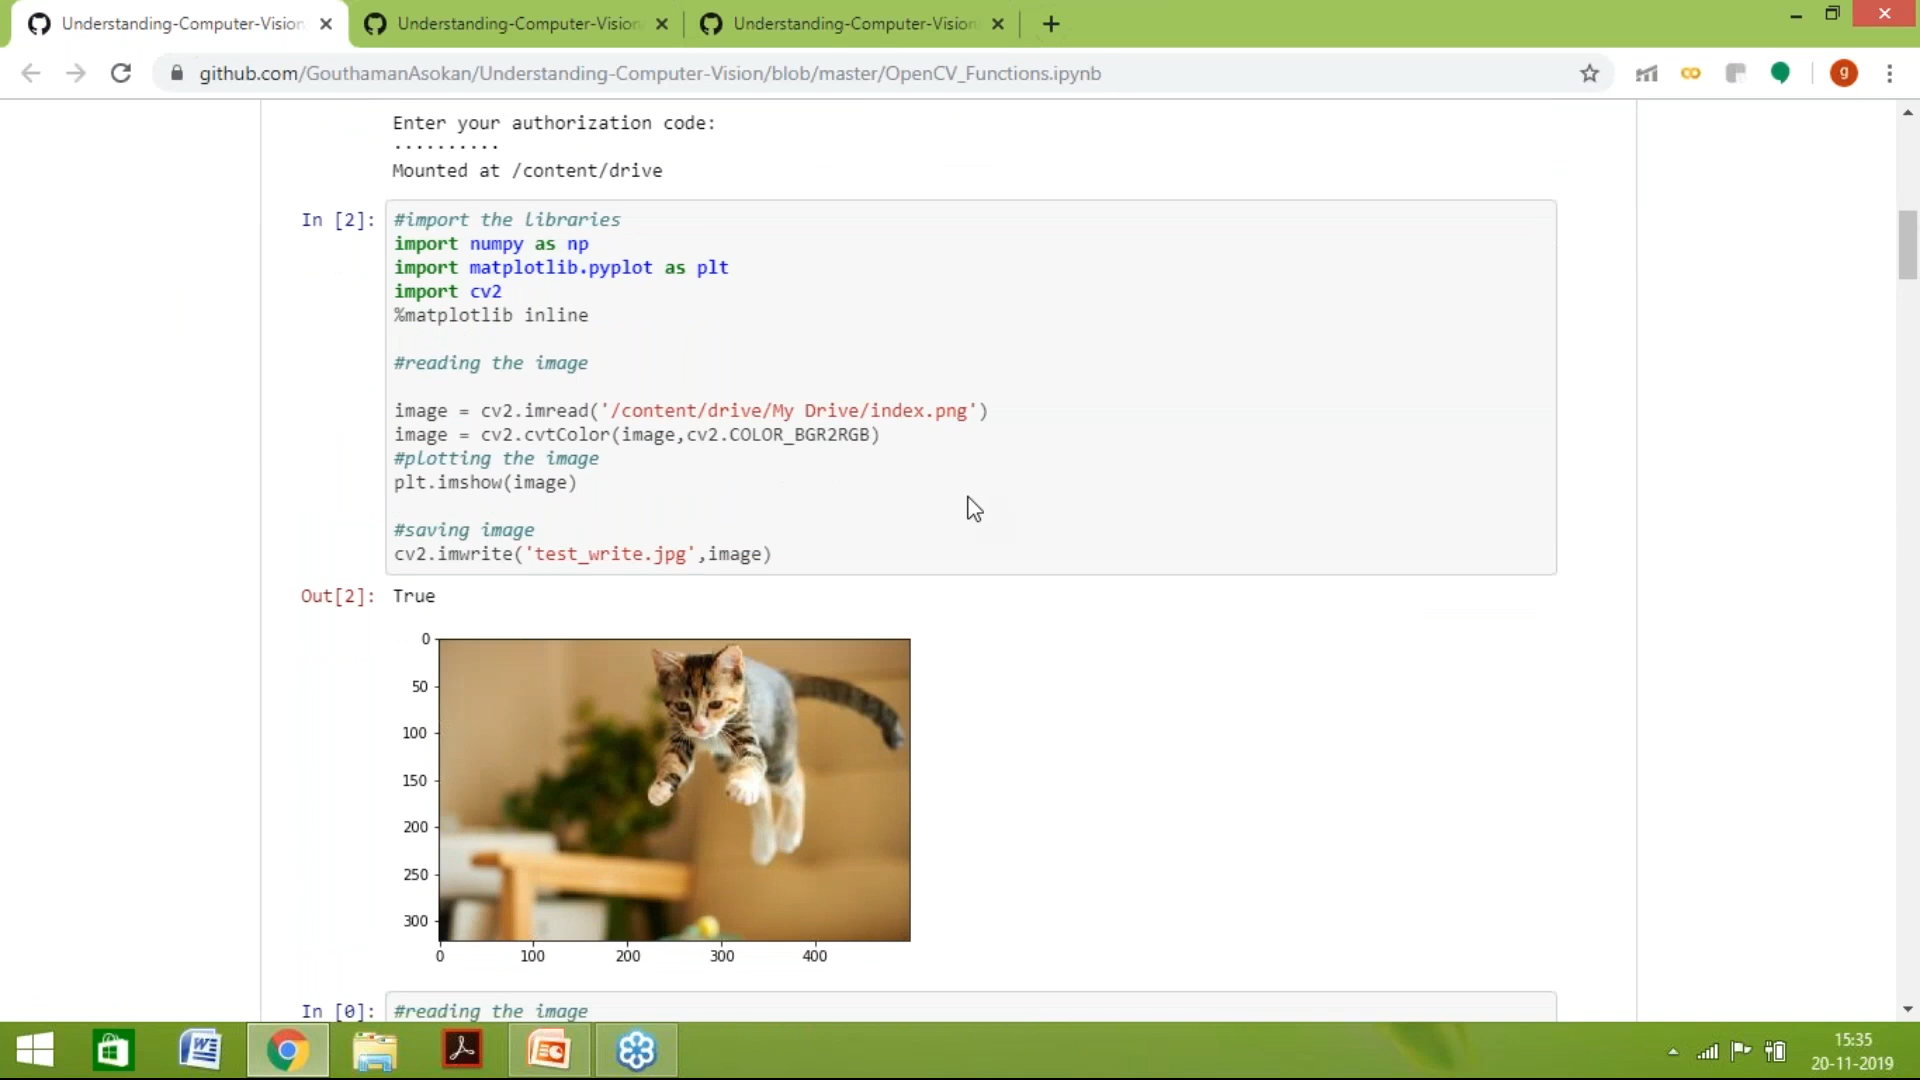 Understanding-Computer-Vision
Understanding-Computer-Vision
Understanding-Computer-Vision
github.com/GouthamanAsokan/Understanding-Computer-Vision/blob/master/OpenCV_Functions.ipynb
g
Enter your authorization code:
··········
Mounted at /content/drive
In [2]:
#import the libraries
import numpy as np
import matplotlib.pyplot as plt
import cv2
%matplotlib inline
#reading the image
image = cv2.imread('/content/drive/My Drive/index.png')
image = cv2.cvtColor(image,cv2.COLOR_BGR2RGB)
#plotting the image
plt.imshow(image)
#saving image
cv2.imwrite('test_write.jpg',image)
Out[2]: True
0
50
100
150
200
250
300
0 100 200 300 400
In [0]: #reading the image
15:35
20-11-2019